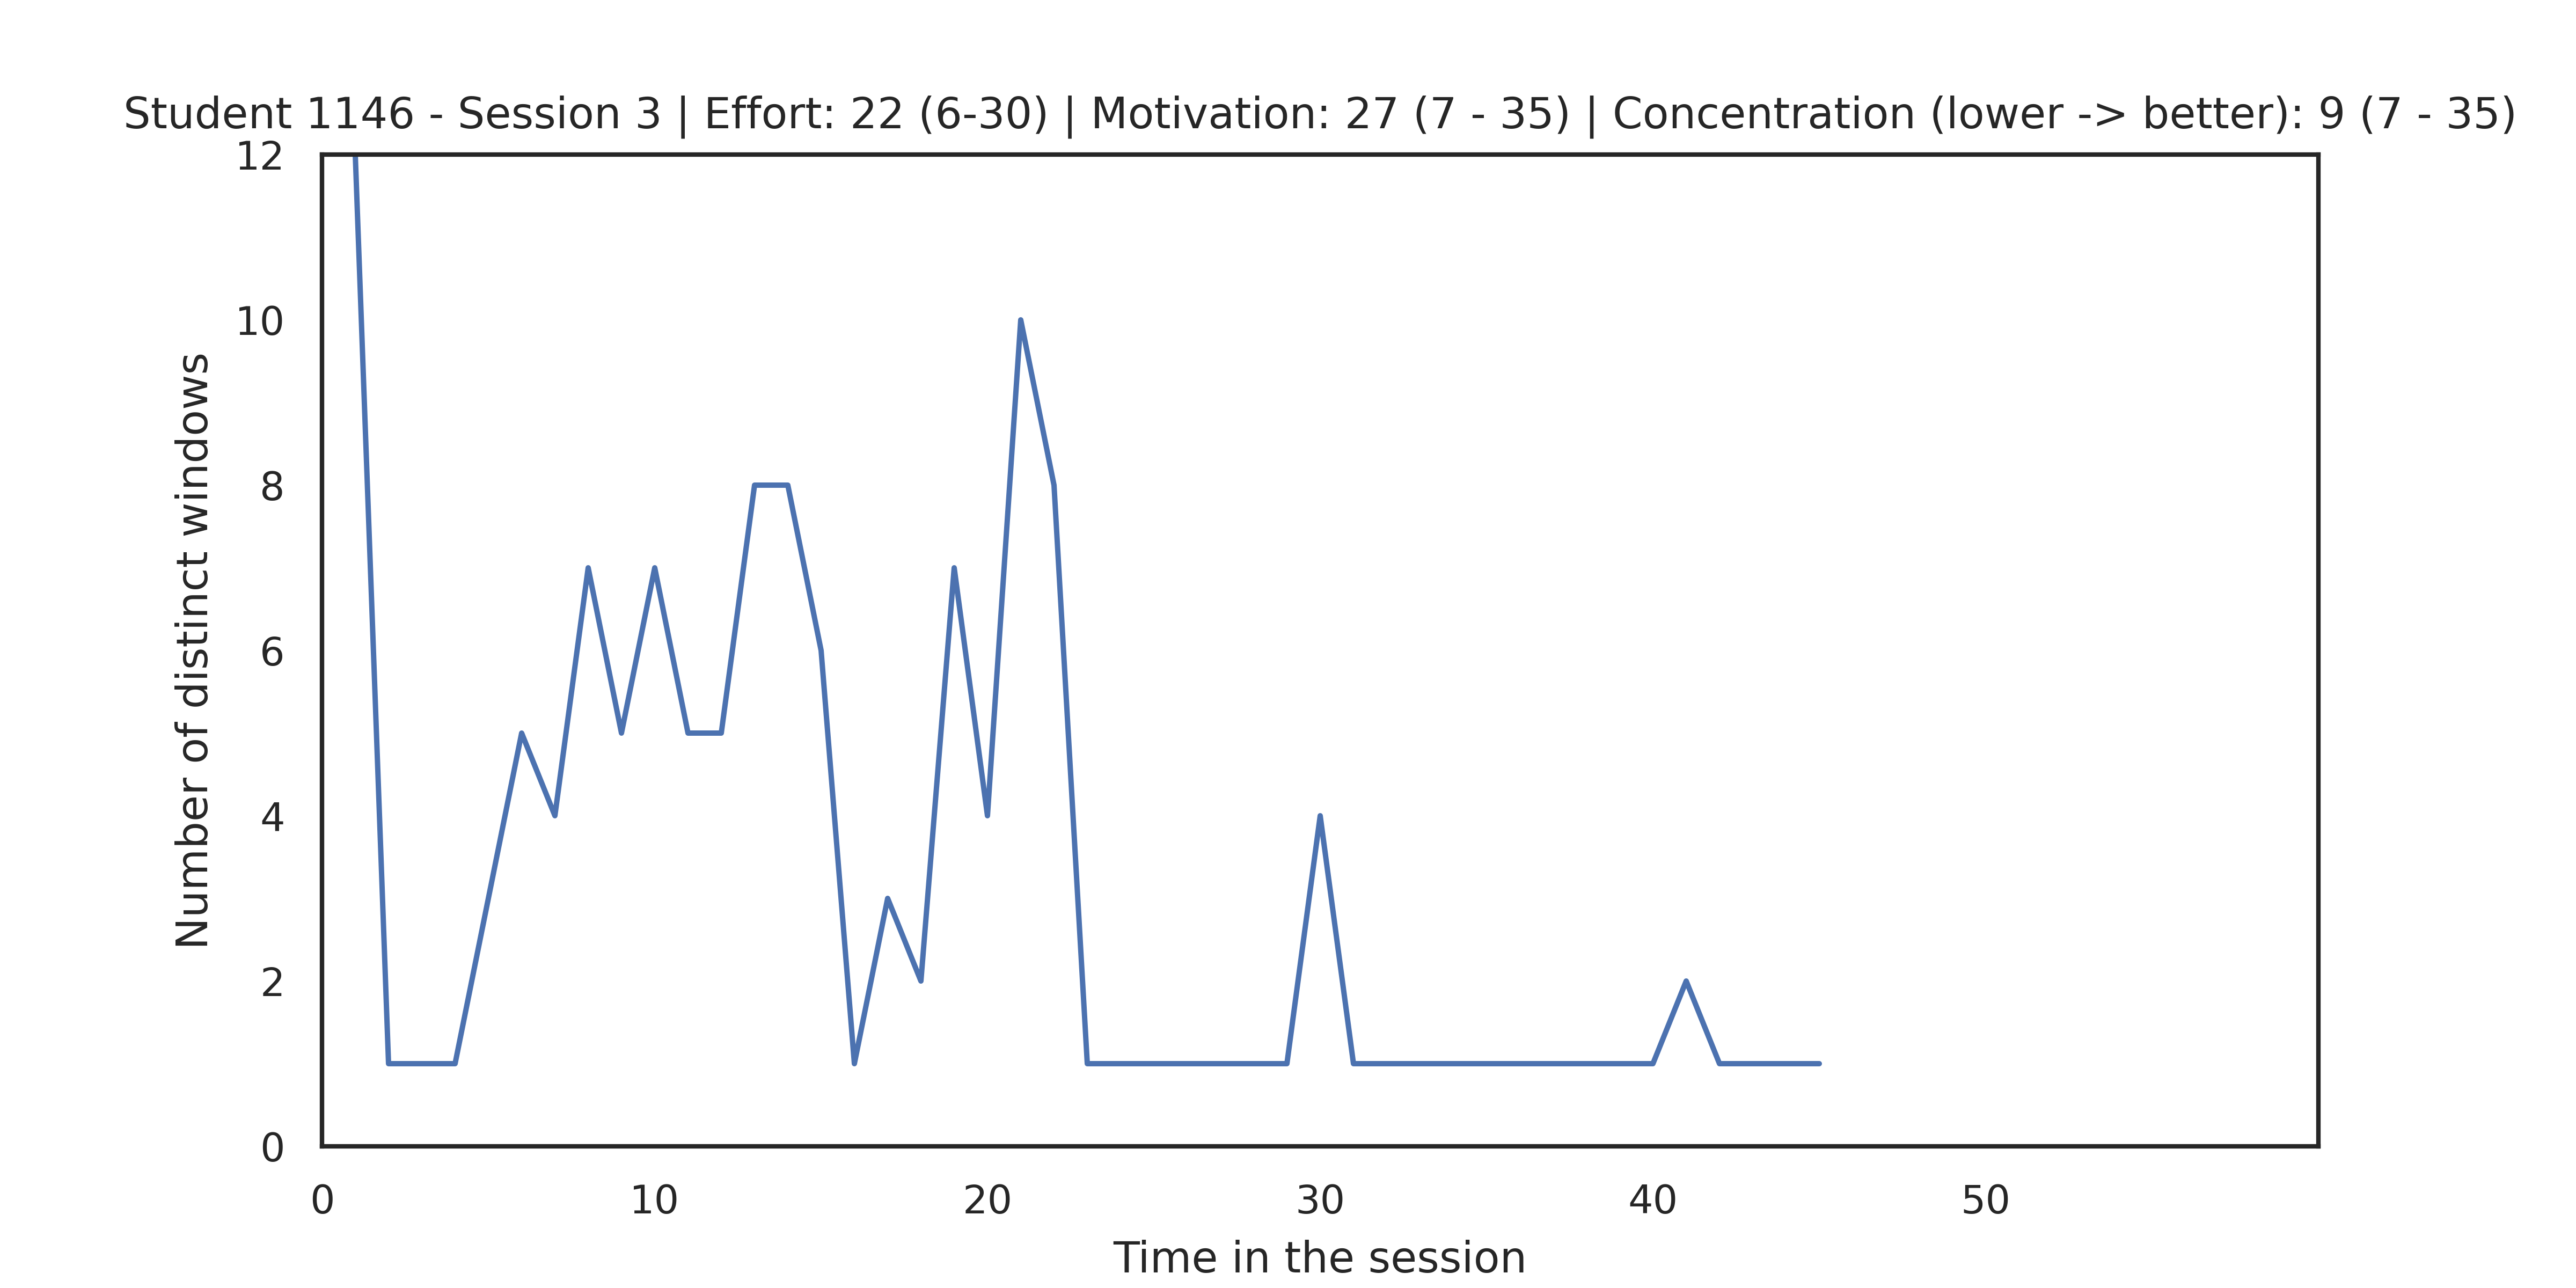 Student 1146 - Session 3 | Effort: 22 (6-30) | Motivation: 27 (7 - 35) | Concentration (lower -> better): 9 (7 - 35)
12
10
8
6
4
2
0
Number of distinct windows
0 10 20 30 40 50
Time in the session